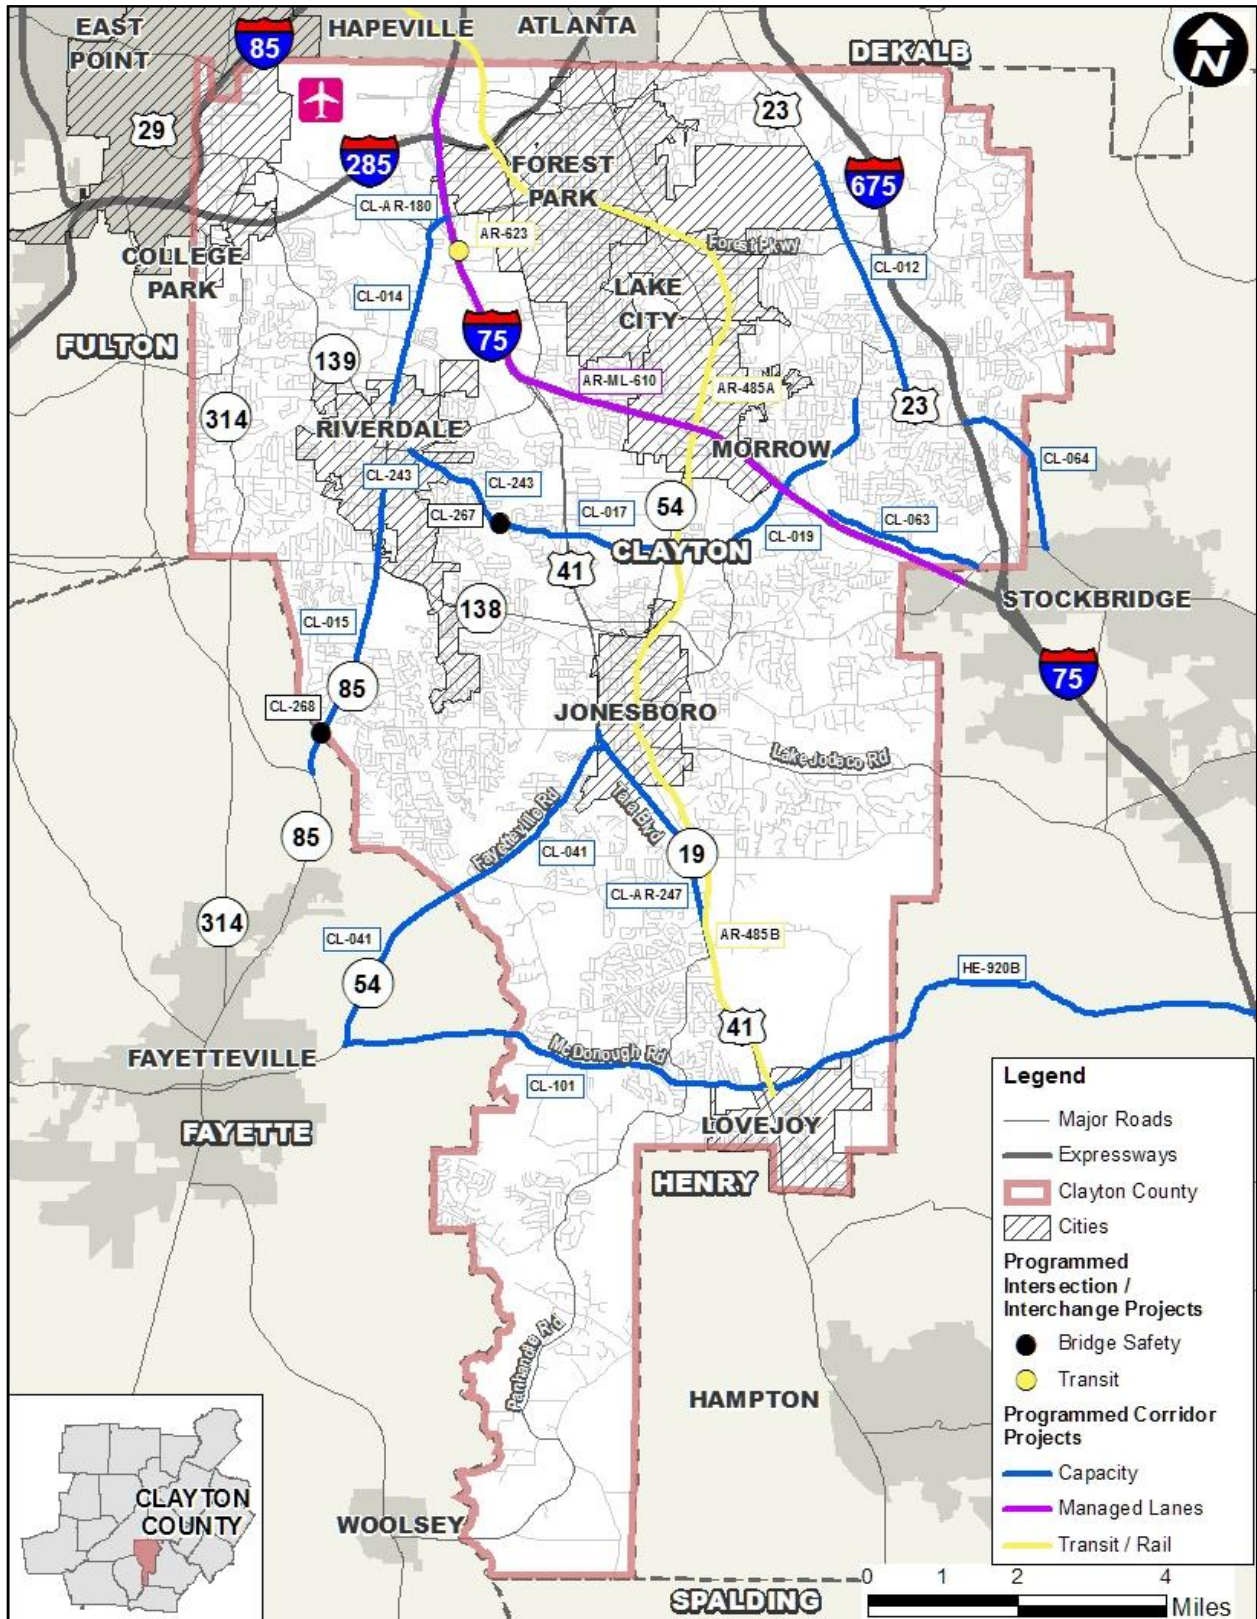 EAST
POINT
85
HAPEVILLE
ATLANTA
DEKALB
N
29
23
285
FOREST
PARK
675
CL-AR-180
AR-623
Forest Pkwy
COLLEGE
PARK
CL-012
CL-014
LAKE
CITY
FULTON
75
139
AR-ML-610
AR-485A
314
23
RIVERDALE
MORROW
CL-243
CL-243
CL-064
CL-267
CL-017
54
CL-063
CL-019
CLAYTON
41
138
STOCKBRIDGE
CL-015
85
75
CL-268
JONESBORO
Lake Jodeco Rd
Fayetteville Rd
Tara Blvd
85
CL-041
19
CL-AR-247
314
CL-041
AR-485B
54
HE-920B
41
FAYETTEVILLE
McDonough Rd
CL-101
FAYETTE
LOVEJOY
HENRY
Panhandle Rd
HAMPTON
WOOLSEY
SPALDING
CLAYTON
COUNTY
Legend
Major Roads
Expressways
Clayton County
Cities
Programmed
Intersection /
Interchange Projects
Bridge Safety
Transit
Programmed Corridor
Projects
Capacity
Managed Lanes
Transit / Rail
0 1 2 4
Miles